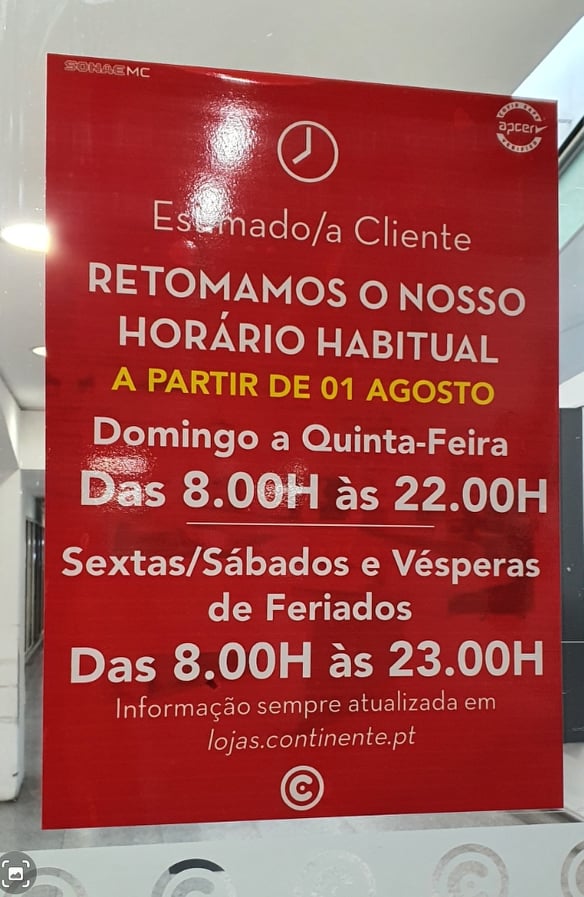 SONAE MC
apcer
Estimado/a Cliente
RETOMAMOS O NOSSO
HORÁRIO HABITUAL
A PARTIR DE 01 AGOSTO
Domingo a Quinta-Feira
Das 8.00H às 22.00H
Sextas/Sábados e Vésperas
de Feriados
Das 8.00H às 23.00H
Informação sempre atualizada em
lojas.continente.pt